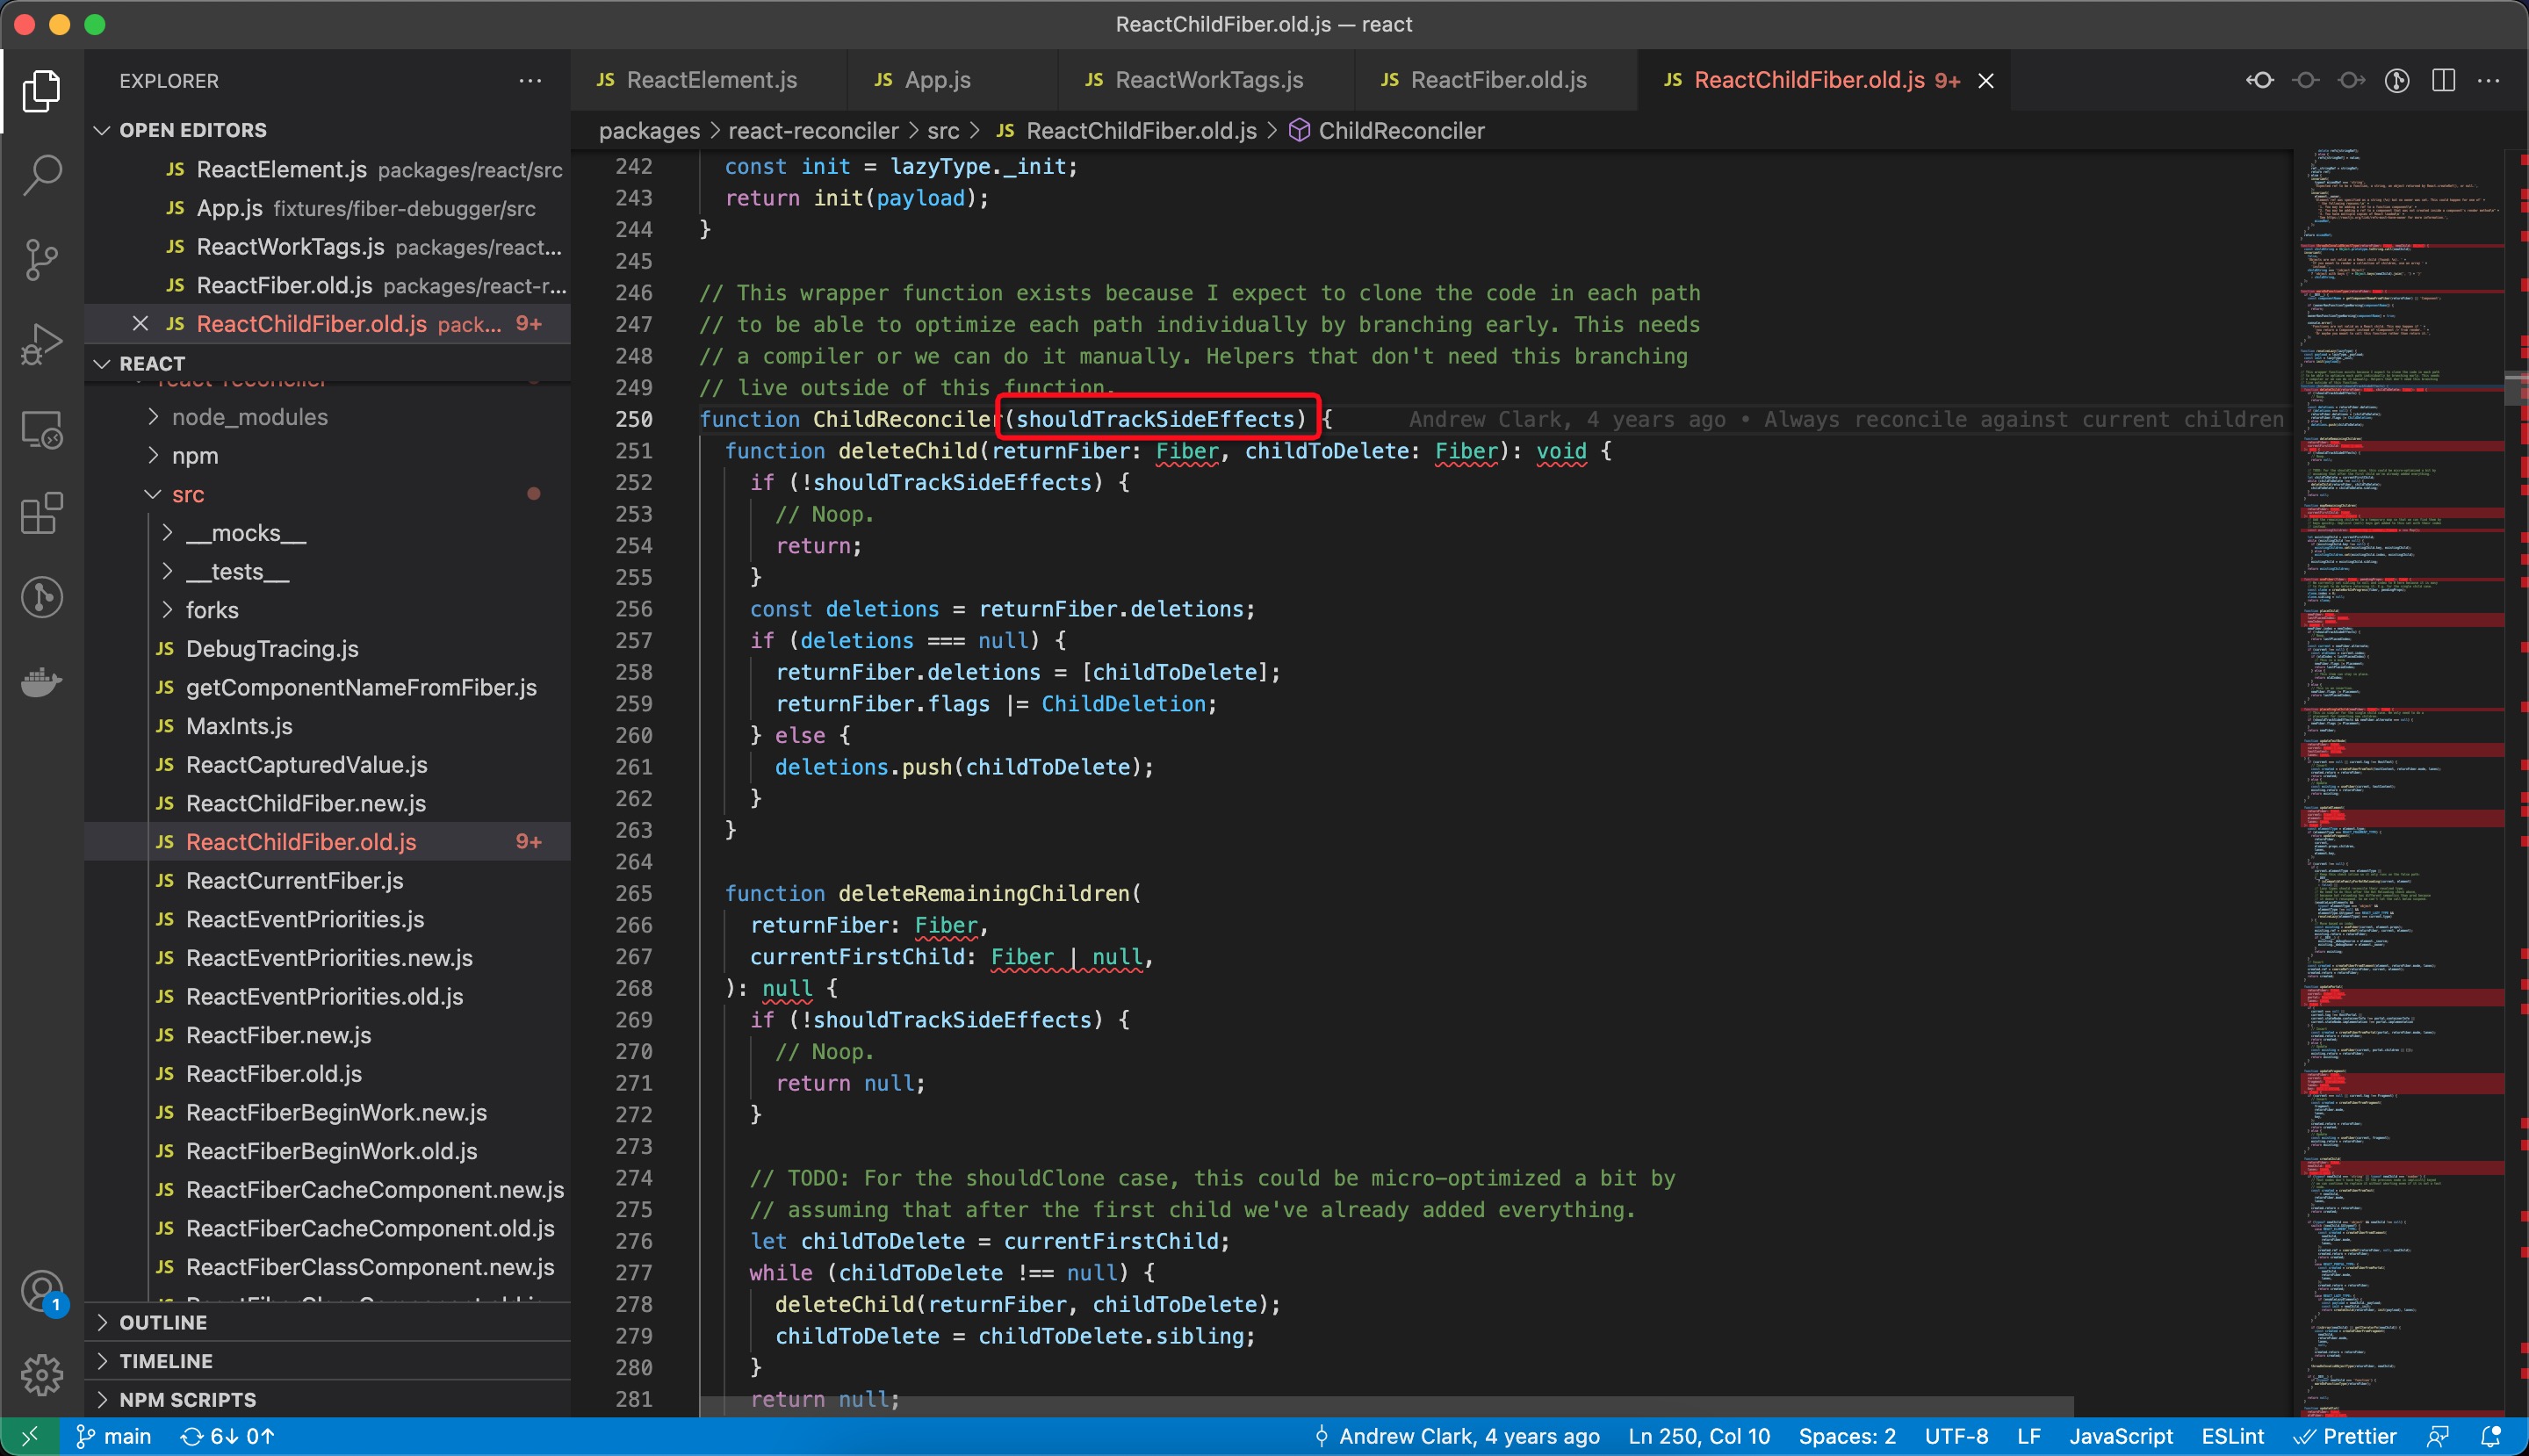 ReactChildFiber.old.js — react
EXPLORER
OPEN EDITORS
JS ReactElement.js packages/react/src
JS App.js fixtures/fiber-debugger/src
JS ReactWorkTags.js packages/react...
JS ReactFiber.old.js packages/react-r...
JS ReactChildFiber.old.js pack... 9+
REACT
react-reconciler
node_modules
npm
src
__mocks__
__tests__
forks
JS DebugTracing.js
JS getComponentNameFromFiber.js
JS MaxInts.js
JS ReactCapturedValue.js
JS ReactChildFiber.new.js
JS ReactChildFiber.old.js 9+
JS ReactCurrentFiber.js
JS ReactEventPriorities.js
JS ReactEventPriorities.new.js
JS ReactEventPriorities.old.js
JS ReactFiber.new.js
JS ReactFiber.old.js
JS ReactFiberBeginWork.new.js
JS ReactFiberBeginWork.old.js
JS ReactFiberCacheComponent.new.js
JS ReactFiberCacheComponent.old.js
JS ReactFiberClassComponent.new.js
OUTLINE
TIMELINE
NPM SCRIPTS
1
JS ReactElement.js JS App.js JS ReactWorkTags.js JS ReactFiber.old.js JS ReactChildFiber.old.js 9+
packages > react-reconciler > src > JS ReactChildFiber.old.js > ChildReconciler
242 const init = lazyType._init;
243 return init(payload);
244 }
245
246 // This wrapper function exists because I expect to clone the code in each path
247 // to be able to optimize each path individually by branching early. This needs
248 // a compiler or we can do it manually. Helpers that don't need this branching
249 // live outside of this function.
250 function ChildReconciler(shouldTrackSideEffects) { Andrew Clark, 4 years ago • Always reconcile against current children
251 function deleteChild(returnFiber: Fiber, childToDelete: Fiber): void {
252 if (!shouldTrackSideEffects) {
253 // Noop.
254 return;
255 }
256 const deletions = returnFiber.deletions;
257 if (deletions === null) {
258 returnFiber.deletions = [childToDelete];
259 returnFiber.flags |= ChildDeletion;
260 } else {
261 deletions.push(childToDelete);
262 }
263 }
264
265 function deleteRemainingChildren(
266 returnFiber: Fiber,
267 currentFirstChild: Fiber | null,
268 ): null {
269 if (!shouldTrackSideEffects) {
270 // Noop.
271 return null;
272 }
273
274 // TODO: For the shouldClone case, this could be micro-optimized a bit by
275 // assuming that after the first child we've already added everything.
276 let childToDelete = currentFirstChild;
277 while (childToDelete !== null) {
278 deleteChild(returnFiber, childToDelete);
279 childToDelete = childToDelete.sibling;
280 }
281 return null;
main 6↓ 0↑ Andrew Clark, 4 years ago Ln 250, Col 10 Spaces: 2 UTF-8 LF JavaScript ESLint Prettier